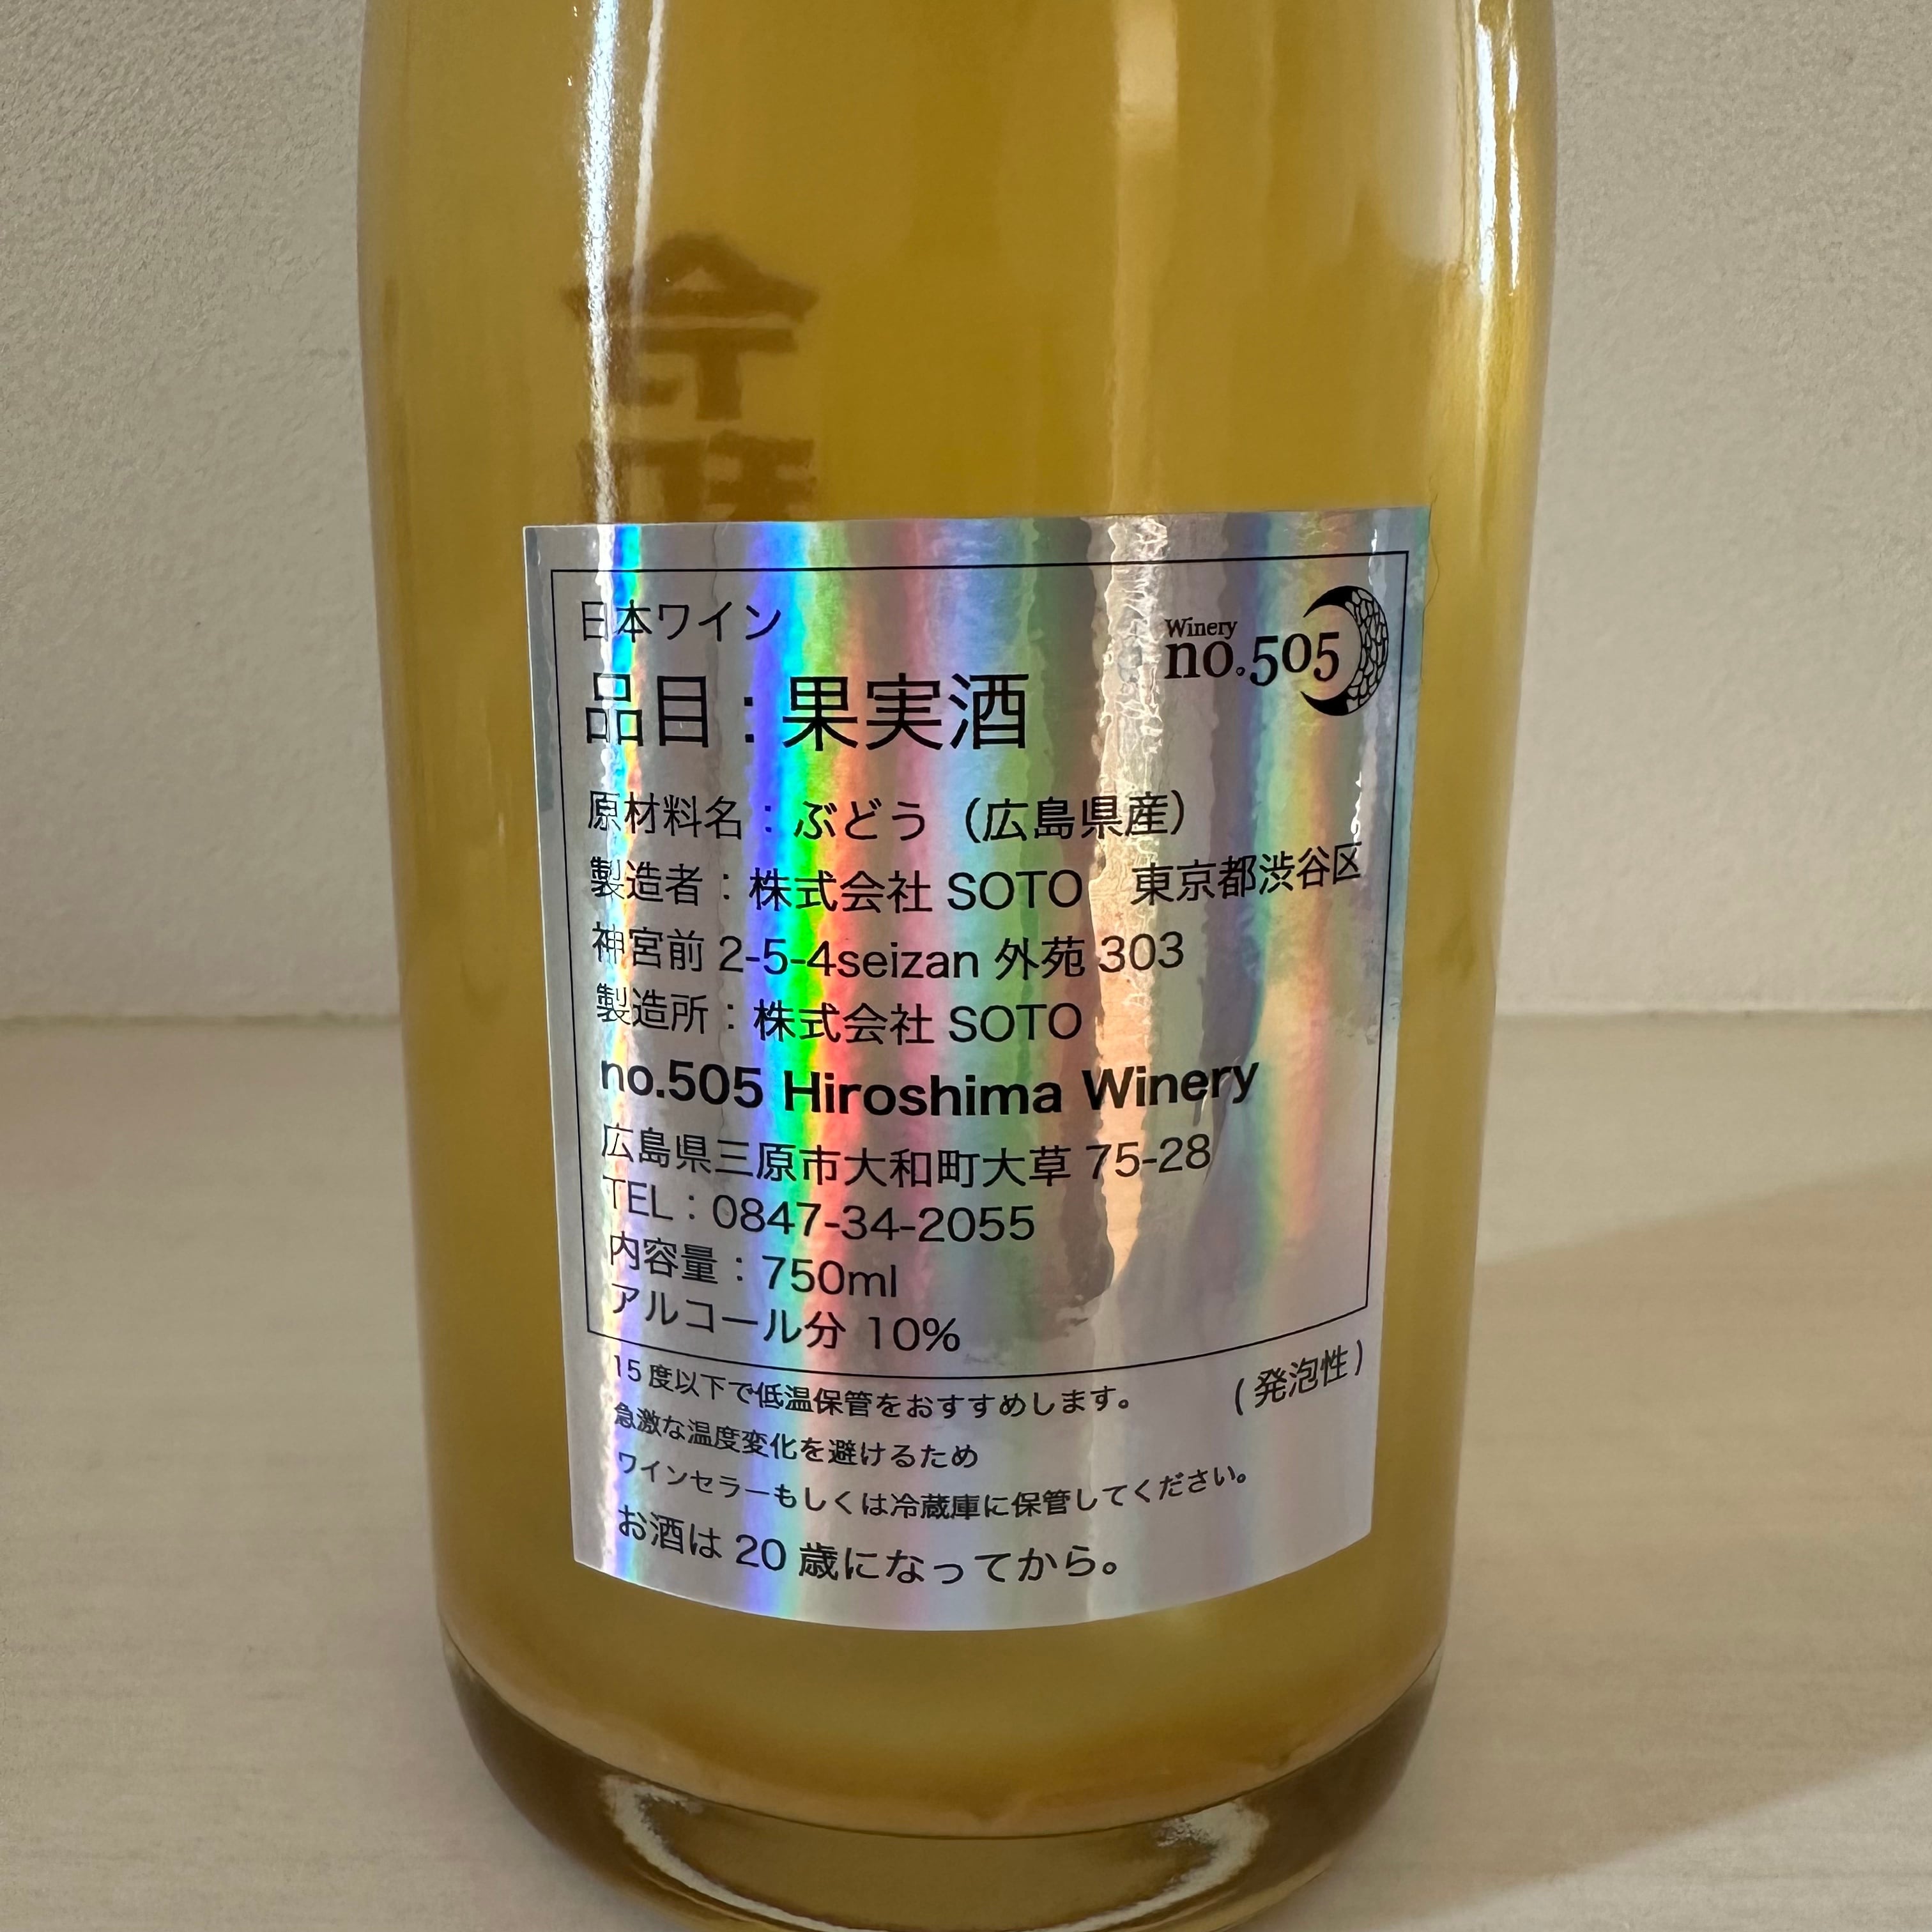 日本ワイン
Winery
no.505
品目：果実酒
原材料名：ぶどう（広島県産）
製造者：株式会社 SOTO　東京都渋谷区
神宮前 2-5-4seizan 外苑 303
製造所：株式会社 SOTO
no.505 Hiroshima Winery
広島県三原市大和町大草 75-28
TEL：0847-34-2055
内容量：750ml
アルコール分 10%
15 度以下で低温保管をおすすめします。
(発泡性)
急激な温度変化を避けるため
ワインセラーもしくは冷蔵庫に保管してください。
お酒は 20 歳になってから。